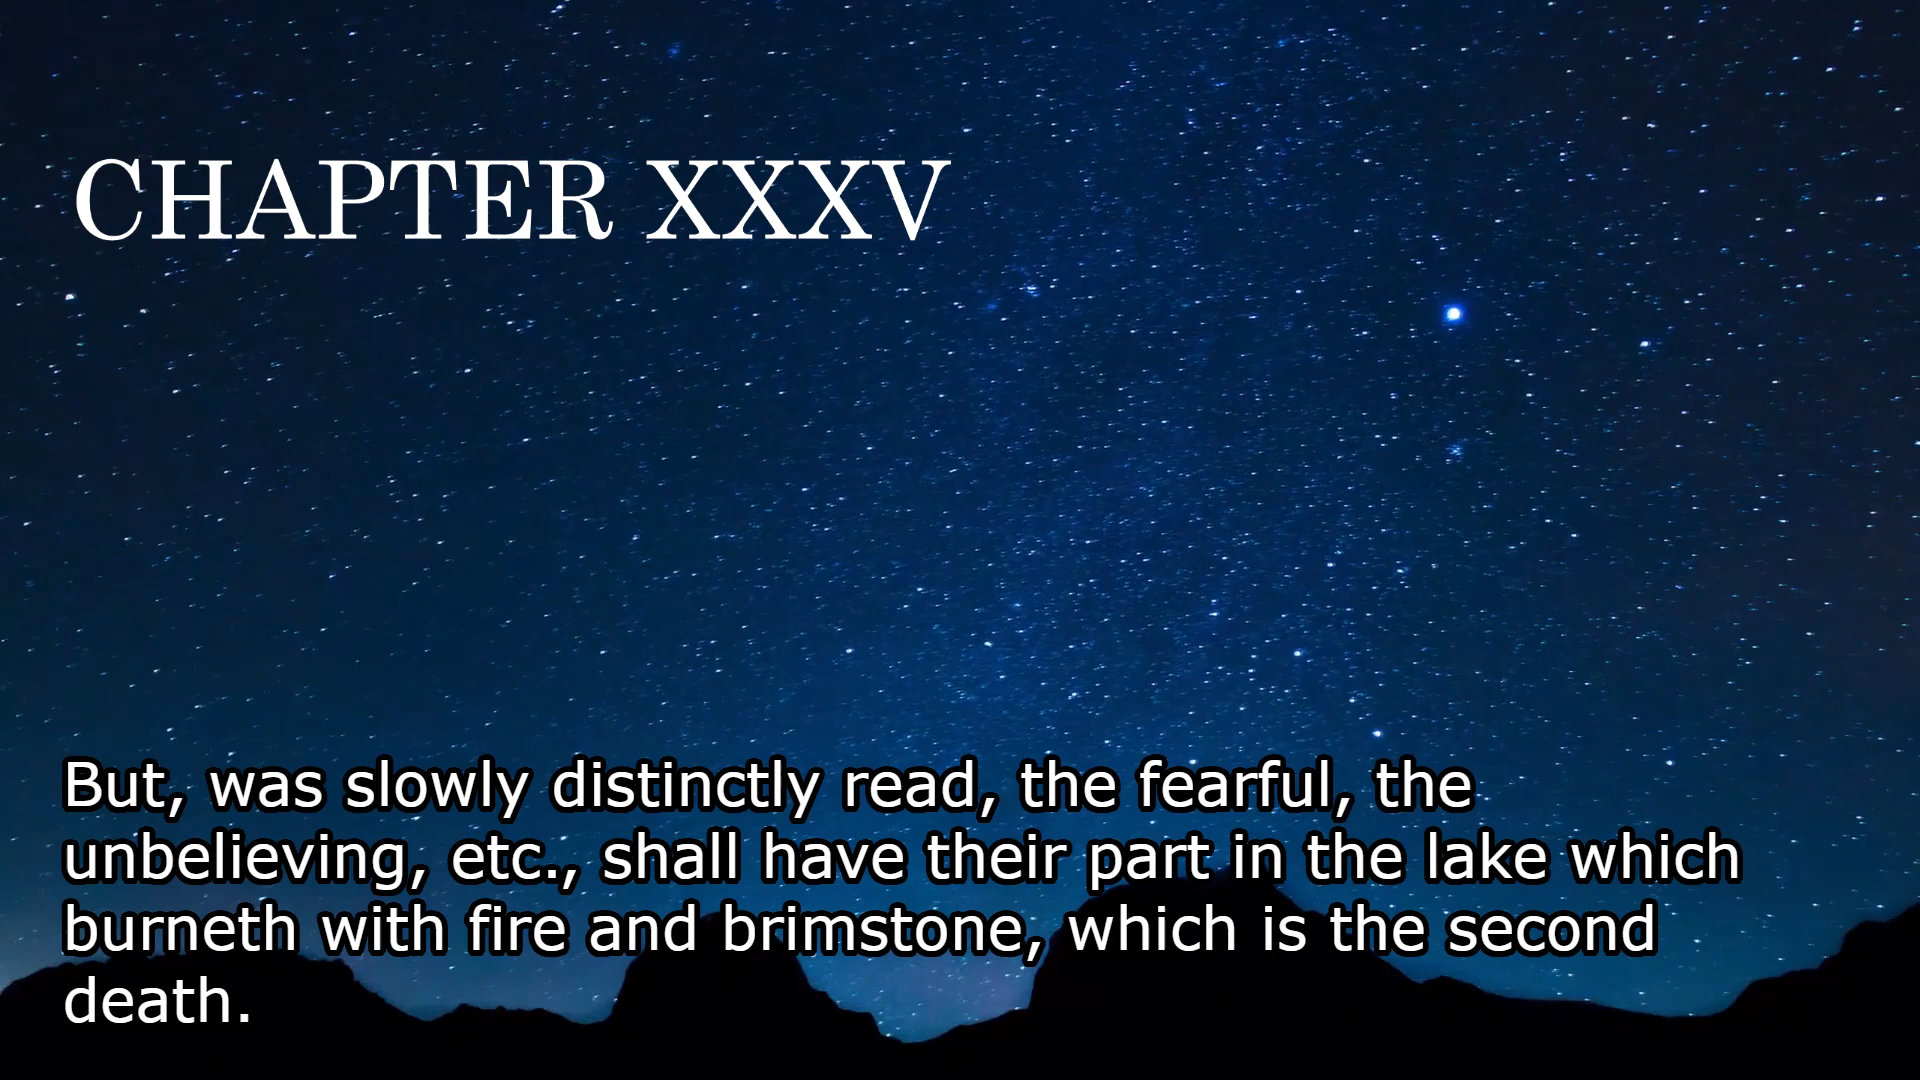 CHAPTER XXXV
But, was slowly distinctly read, the fearful, the
unbelieving, etc., shall have their part in the lake which
burneth with fire and brimstone, which is the second
death.